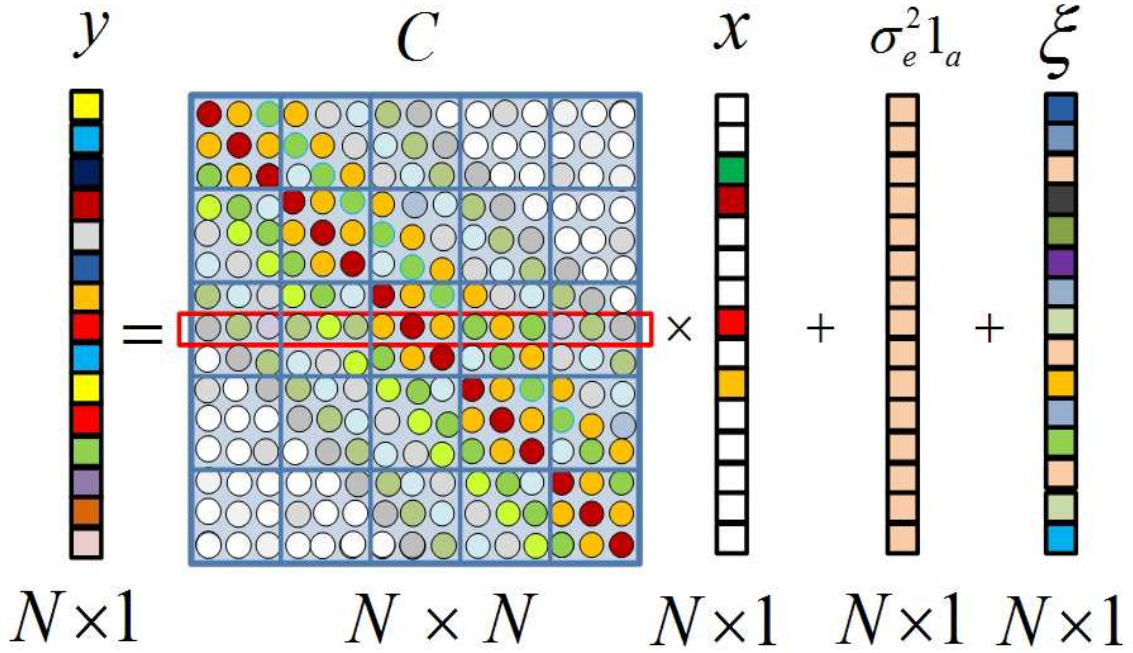 y C x σ_e^2 1_a ξ
= × + +
N×1 N × N N×1 N×1 N×1